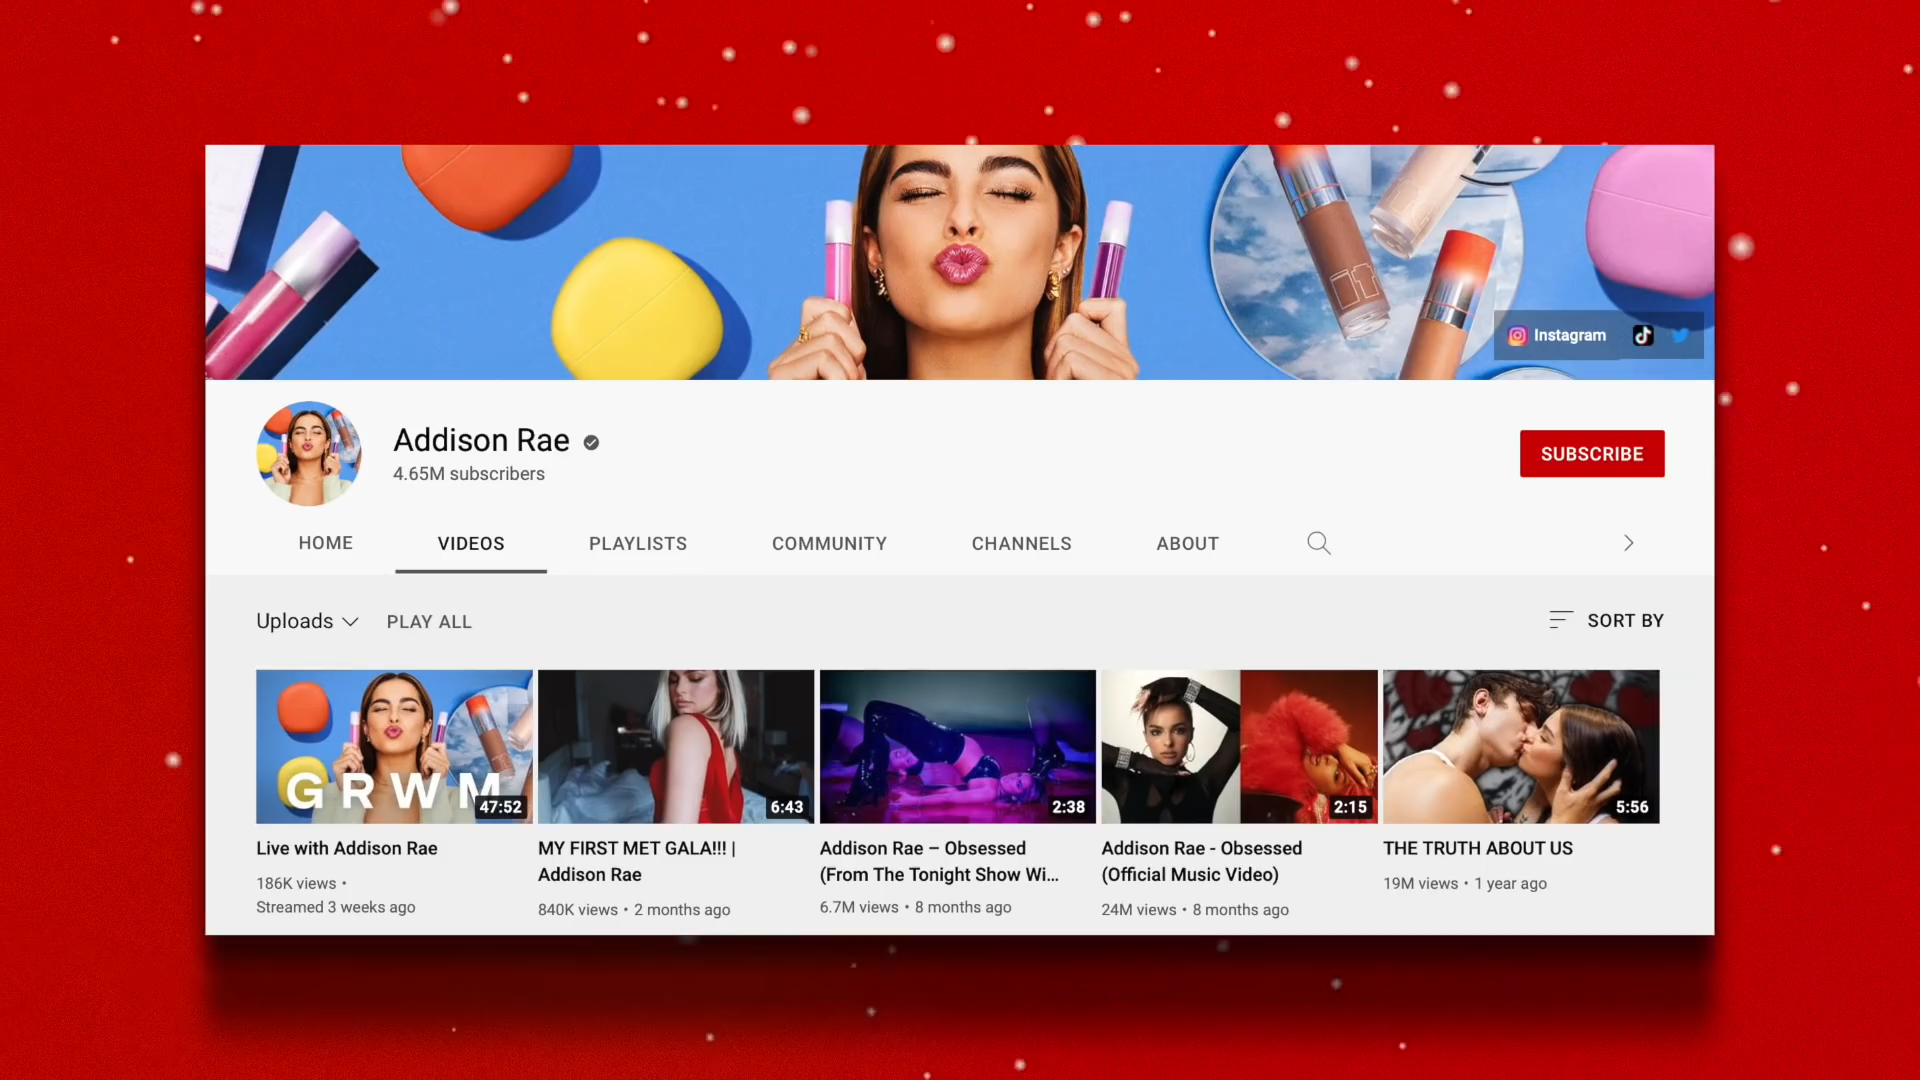 Instagram
Addison Rae
4.65M subscribers
SUBSCRIBE
HOME VIDEOS PLAYLISTS COMMUNITY CHANNELS ABOUT
Uploads PLAY ALL SORT BY
GRWM
47:52
6:43
2:38
2:15
5:56
Live with Addison Rae
186K views •
Streamed 3 weeks ago
MY FIRST MET GALA!!! |
Addison Rae
840K views • 2 months ago
Addison Rae – Obsessed
(From The Tonight Show Wi...
6.7M views • 8 months ago
Addison Rae - Obsessed
(Official Music Video)
24M views • 8 months ago
THE TRUTH ABOUT US
19M views • 1 year ago